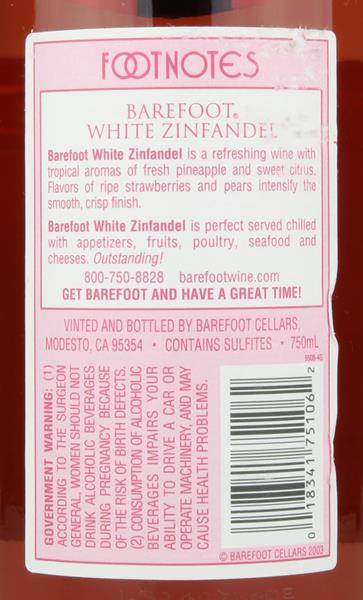 FOOTNOTES
BAREFOOT®
WHITE ZINFANDEL
Barefoot White Zinfandel is a refreshing wine with
tropical aromas of fresh pineapple and sweet citrus.
Flavors of ripe strawberries and pears intensify the
smooth, crisp finish.
Barefoot White Zinfandel is perfect served chilled
with appetizers, fruits, poultry, seafood and
cheeses. Outstanding!
800-750-8828 barefootwine.com
GET BAREFOOT AND HAVE A GREAT TIME!
VINTED AND BOTTLED BY BAREFOOT CELLARS,
MODESTO, CA 95354 • CONTAINS SULFITES • 750mL
GOVERNMENT WARNING: (1)
ACCORDING TO THE SURGEON
GENERAL, WOMEN SHOULD NOT
DRINK ALCOHOLIC BEVERAGES
DURING PREGNANCY BECAUSE
OF THE RISK OF BIRTH DEFECTS.
(2) CONSUMPTION OF ALCOHOLIC
BEVERAGES IMPAIRS YOUR
ABILITY TO DRIVE A CAR OR
OPERATE MACHINERY, AND MAY
CAUSE HEALTH PROBLEMS.
0 18341 75106 2
© BAREFOOT CELLARS 2003